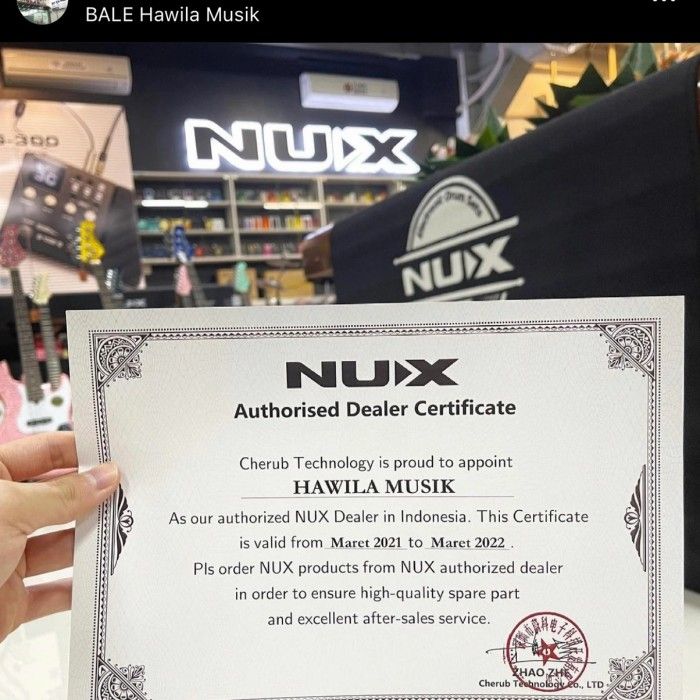 BALE Hawila Musik
NUX
30
NUX
NUX
Authorised Dealer Certificate
Cherub Technology is proud to appoint
HAWILA MUSIK
As our authorized NUX Dealer in Indonesia. This Certificate
is valid from Maret 2021 to Maret 2022 .
Pls order NUX products from NUX authorized dealer
in order to ensure high-quality spare part
and excellent after-sales service.
ZHAO ZHE
Cherub Technology Co., LTD